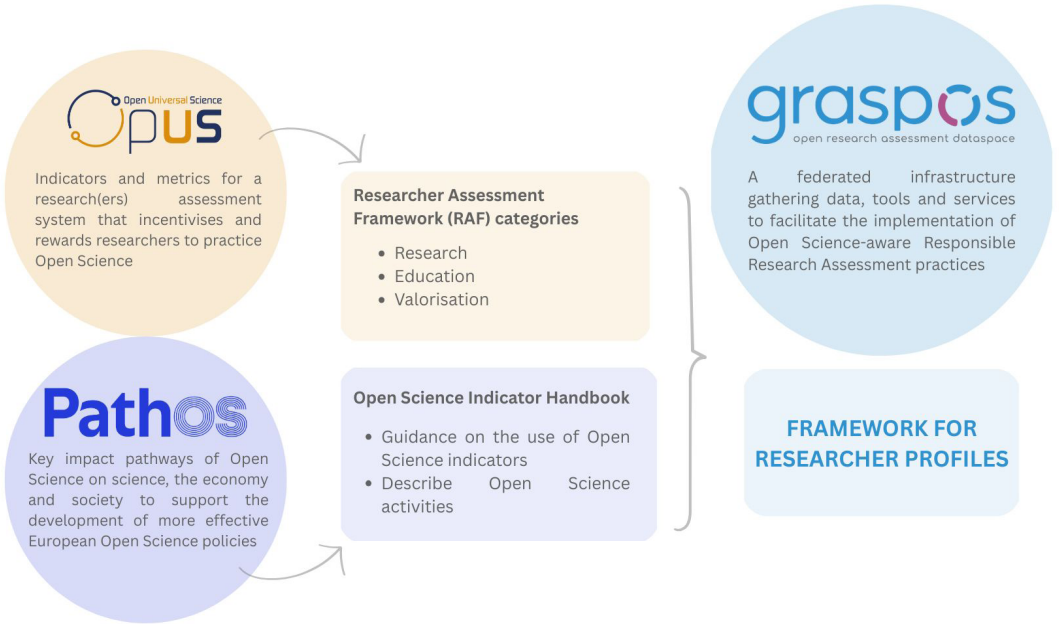 Open Universal Science
OPUS
Indicators and metrics for a
research(ers) assessment
system that incentivises and
rewards researchers to practice
Open Science
Pathos
Key impact pathways of Open
Science on science, the economy
and society to support the
development of more effective
European Open Science policies
Researcher Assessment
Framework (RAF) categories
• Research
• Education
• Valorisation
Open Science Indicator Handbook
• Guidance on the use of Open
Science indicators
• Describe Open Science
activities
graspos
open research assessment dataspace
A federated infrastructure
gathering data, tools and services
to facilitate the implementation of
Open Science-aware Responsible
Research Assessment practices
FRAMEWORK FOR
RESEARCHER PROFILES